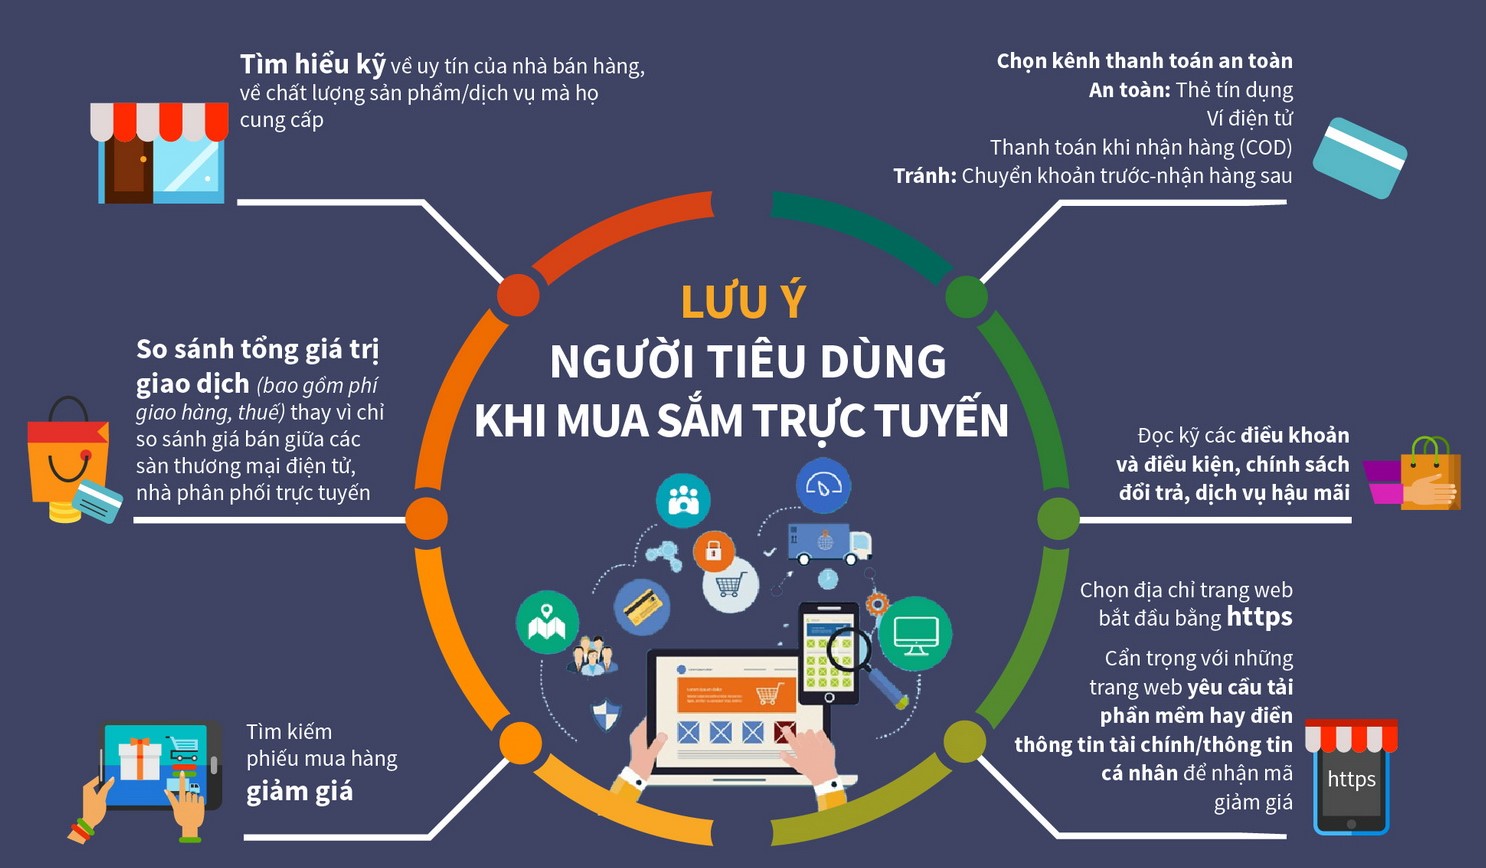 Tìm hiểu kỹ về uy tín của nhà bán hàng,
về chất lượng sản phẩm/dịch vụ mà họ
cung cấp
Chọn kênh thanh toán an toàn
An toàn: Thẻ tín dụng
Ví điện tử
Thanh toán khi nhận hàng (COD)
Tránh: Chuyển khoản trước-nhận hàng sau
LƯU Ý
NGƯỜI TIÊU DÙNG
KHI MUA SẮM TRỰC TUYẾN
So sánh tổng giá trị
giao dịch (bao gồm phí
giao hàng, thuế) thay vì chỉ
so sánh giá bán giữa các
sàn thương mại điện tử,
nhà phân phối trực tuyến
Đọc kỹ các điều khoản
và điều kiện, chính sách
đổi trả, dịch vụ hậu mãi
Tìm kiếm
phiếu mua hàng
giảm giá
Chọn địa chỉ trang web
bắt đầu bằng https
Cẩn trọng với những
trang web yêu cầu tải
phần mềm hay điền
thông tin tài chính/thông tin
cá nhân để nhận mã
giảm giá
https